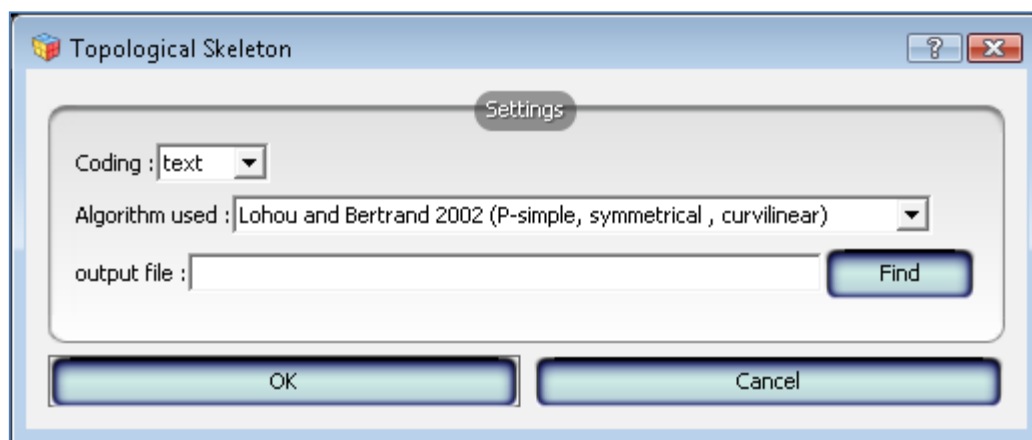 Topological Skeleton
Settings
Coding : text
Algorithm used : Lohou and Bertrand 2002 (P-simple, symmetrical , curvilinear)
output file : Find
OK Cancel